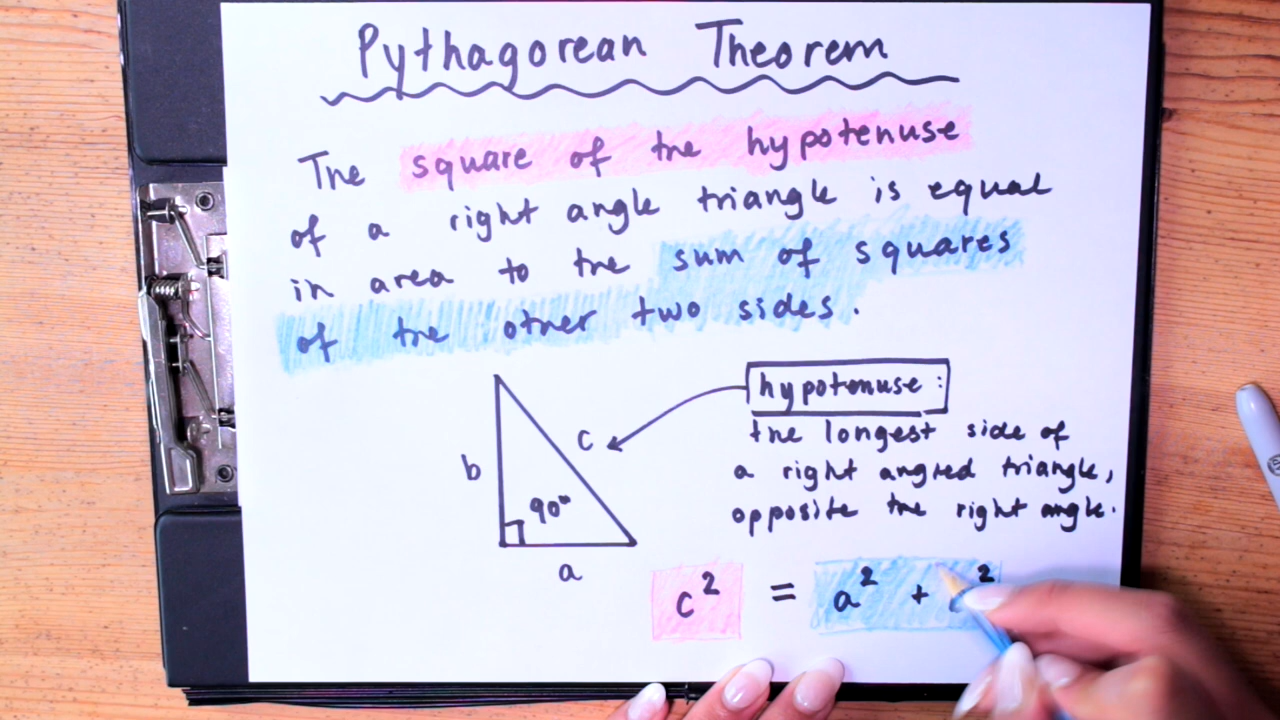 Pythagorean Theorem
The square of the hypotenuse
of a right angle triangle is equal
in area to the sum of squares
of the other two sides.
hypotenuse :
the longest side of
a right angled triangle,
opposite the right angle.
c
b
90°
a
c² = a² + ²